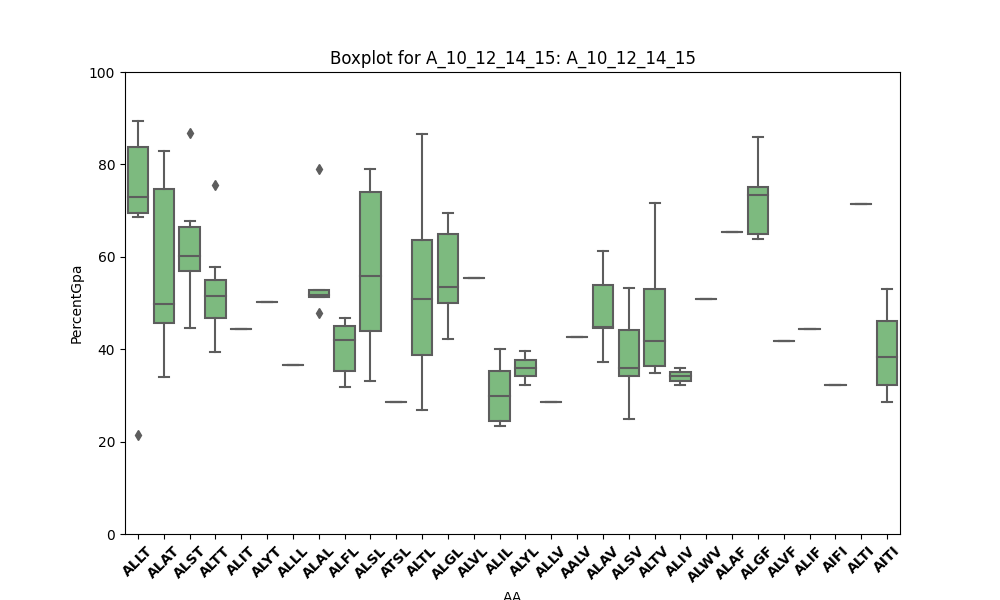 Boxplot for A_10_12_14_15: A_10_12_14_15
PercentGpa
100
80
60
40
20
0
ALLT ALAT ALST ALTT ALIT ALYT ALLL ALAL ALFL ALSL ATSL ALTL ALGL ALVL ALIL ALYL ALLV AALV ALAV ALSV ALTV ALIV ALWV ALAF ALGF ALVF ALIF AIFI ALTI AITI
AA